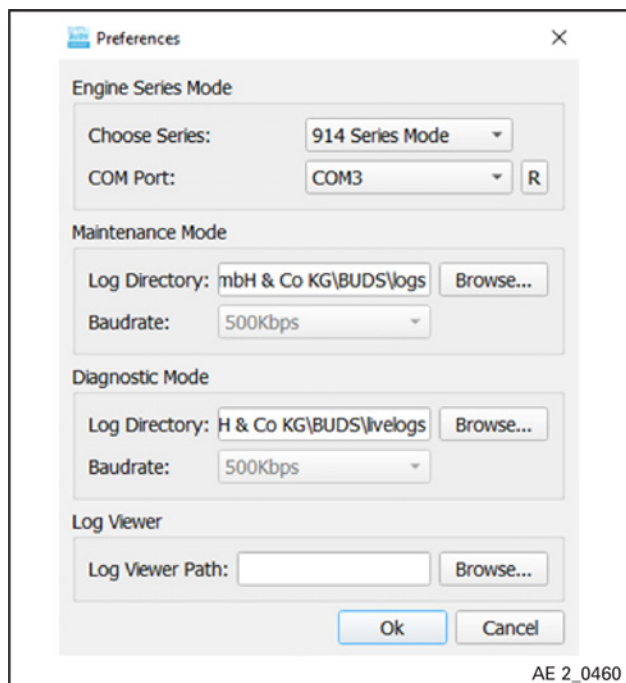 Preferences
Engine Series Mode
Choose Series: 914 Series Mode
COM Port: COM3 R
Maintenance Mode
Log Directory: mbH & Co KG\BUDS\logs Browse...
Baudrate: 500Kbps
Diagnostic Mode
Log Directory: H & Co KG\BUDS\livelogs Browse...
Baudrate: 500Kbps
Log Viewer
Log Viewer Path: Browse...
Ok Cancel
AE 2_0460